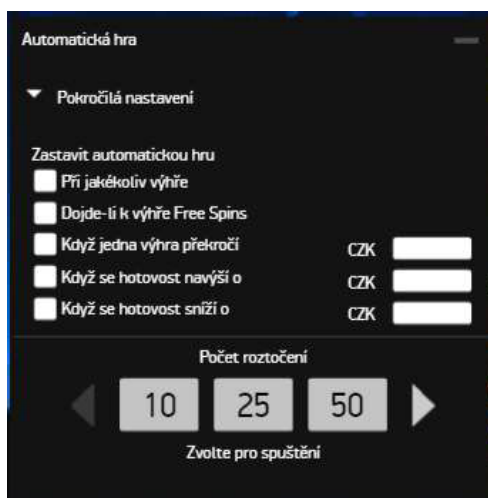 Automatická hra
Pokročilá nastavení
Zastavit automatickou hru
Při jakékoliv výhře
Dojde-li k výhře Free Spins
Když jedna výhra překročí CZK
Když se hotovost navýší o CZK
Když se hotovost sníží o CZK
Počet roztočení
10 25 50
Zvolte pro spuštění